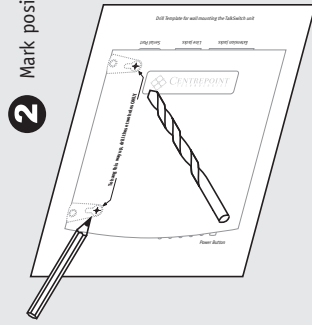 2 Mark posi
Drill Template for wall mounting the TalkSwitch unit
Serial Port
Line Jacks
Extension Jacks
CENTREPOINT
Power Button